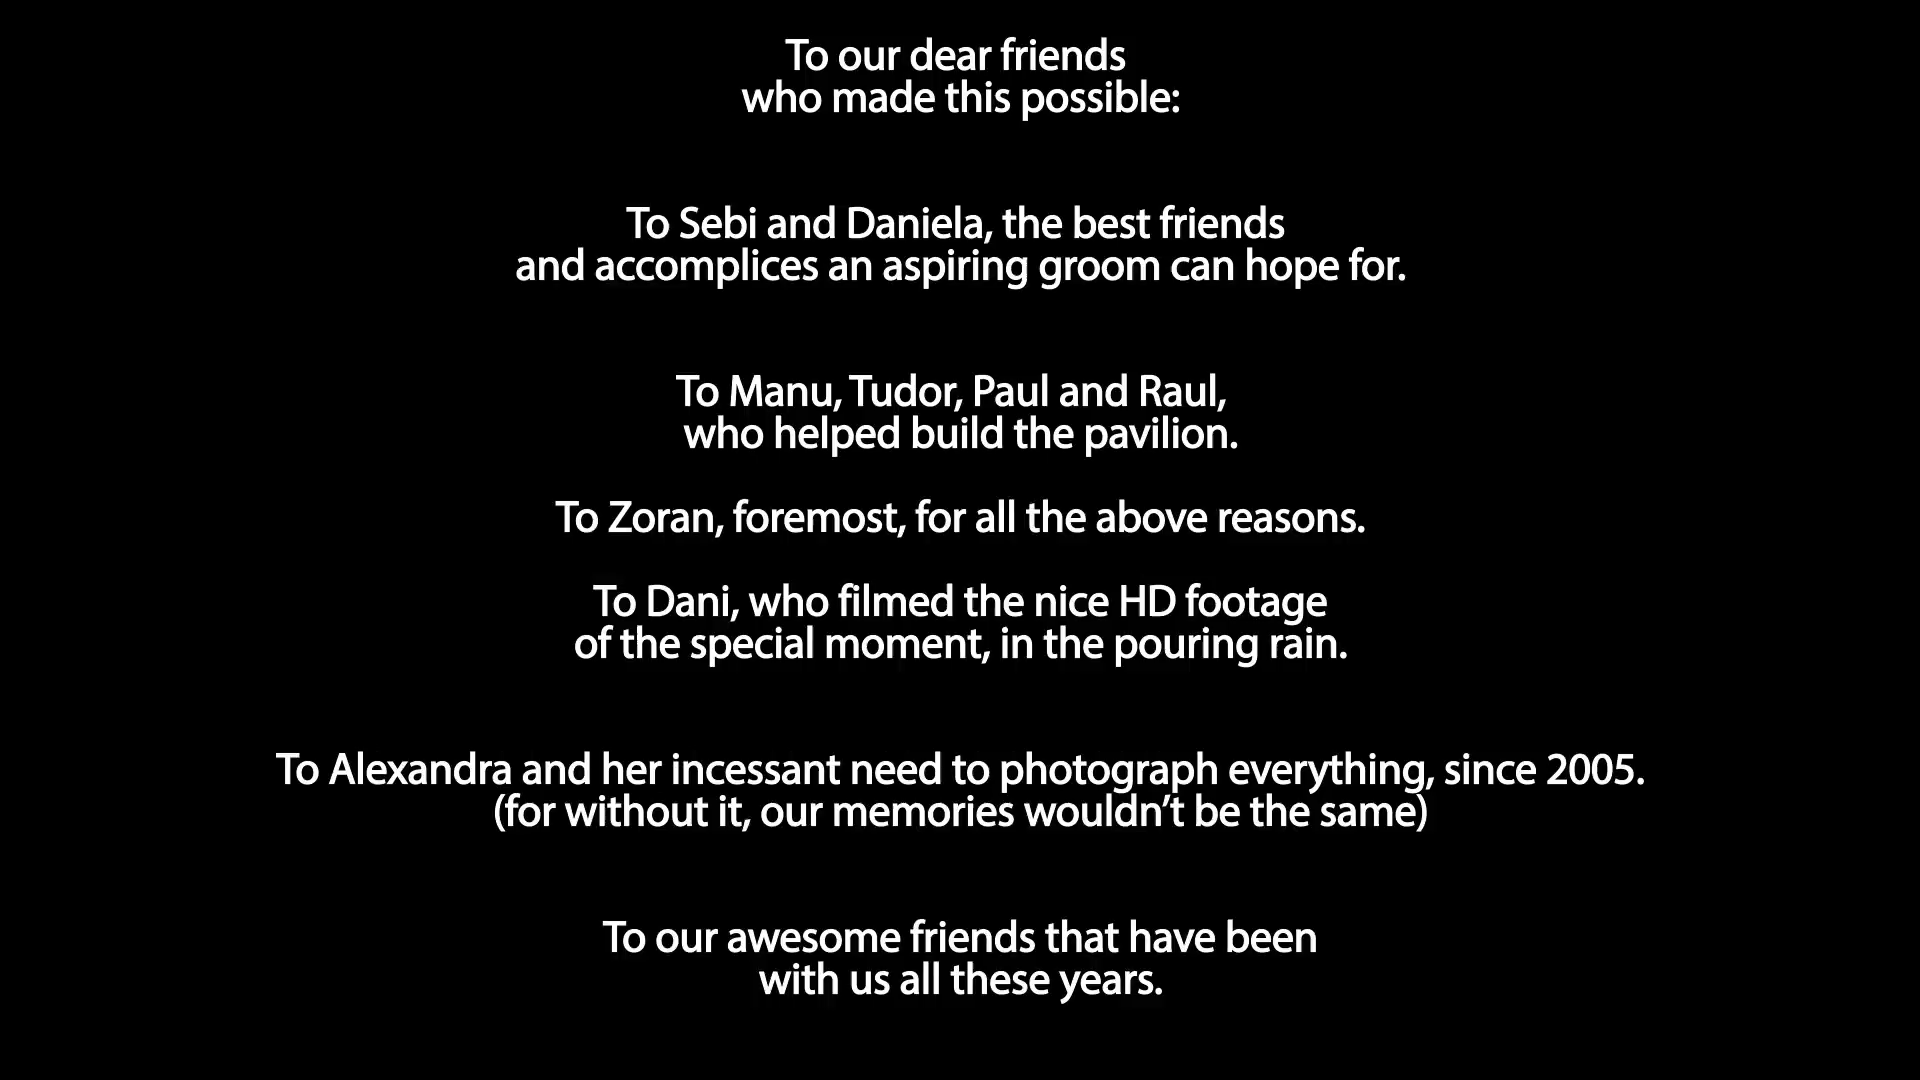 To our dear friends
who made this possible:
To Sebi and Daniela, the best friends
and accomplices an aspiring groom can hope for.
To Manu, Tudor, Paul and Raul,
who helped build the pavilion.
To Zoran, foremost, for all the above reasons.
To Dani, who filmed the nice HD footage
of the special moment, in the pouring rain.
To Alexandra and her incessant need to photograph everything, since 2005.
(for without it, our memories wouldn’t be the same)
To our awesome friends that have been
with us all these years.